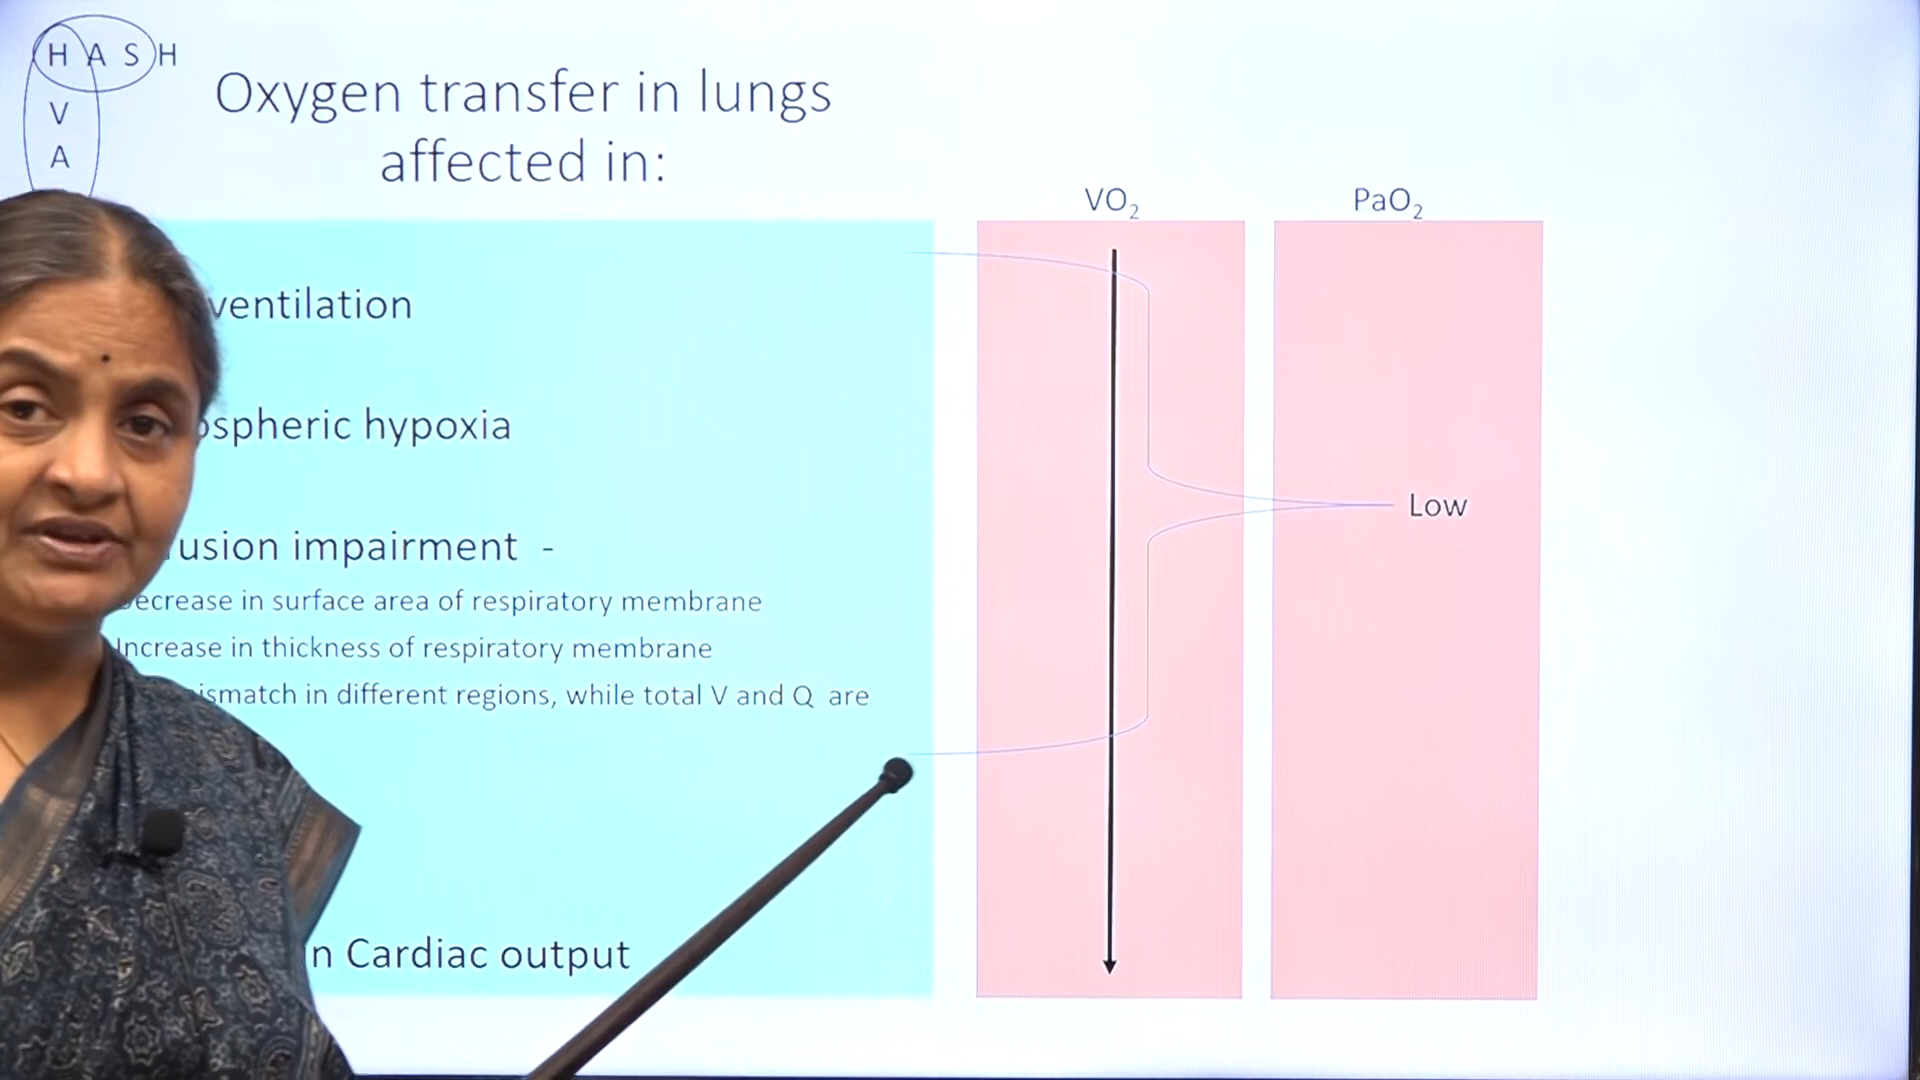 H A S H
V
A
Oxygen transfer in lungs
affected in:
VO₂
PaO₂
ventilation
spheric hypoxia
Low
usion impairment -
ecrease in surface area of respiratory membrane
Increase in thickness of respiratory membrane
ismatch in different regions, while total V and Q are
n Cardiac output